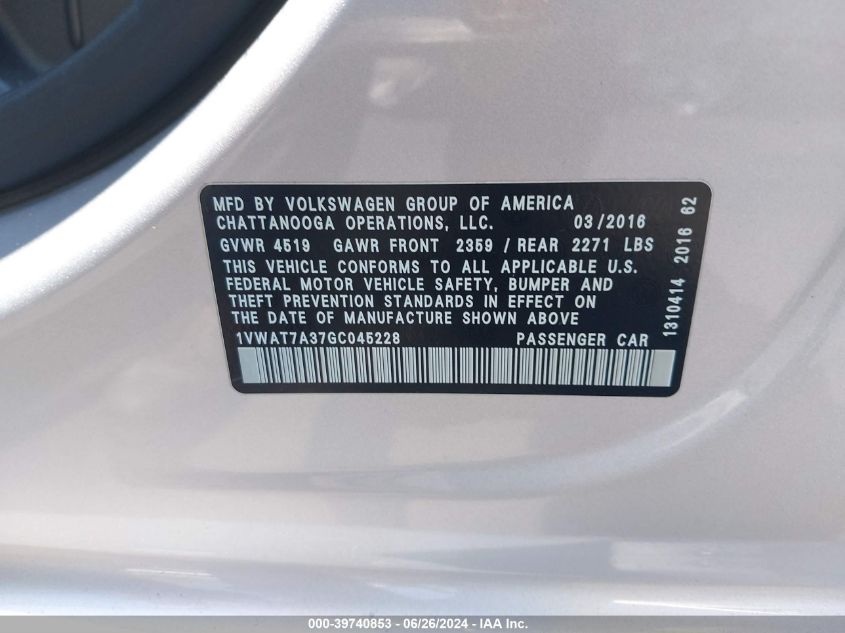 MFD BY VOLKSWAGEN GROUP OF AMERICA
CHATTANOOGA OPERATIONS, LLC. 03/2016
GVWR 4519 GAWR FRONT 2359 / REAR 2271 LBS
THIS VEHICLE CONFORMS TO ALL APPLICABLE U.S.
FEDERAL MOTOR VEHICLE SAFETY, BUMPER AND
THEFT PREVENTION STANDARDS IN EFFECT ON
THE DATE OF MANUFACTURE SHOWN ABOVE
1VWAT7A37GC045228 PASSENGER CAR
1310414 2016 62
000-39740853 - 06/26/2024 - IAA Inc.